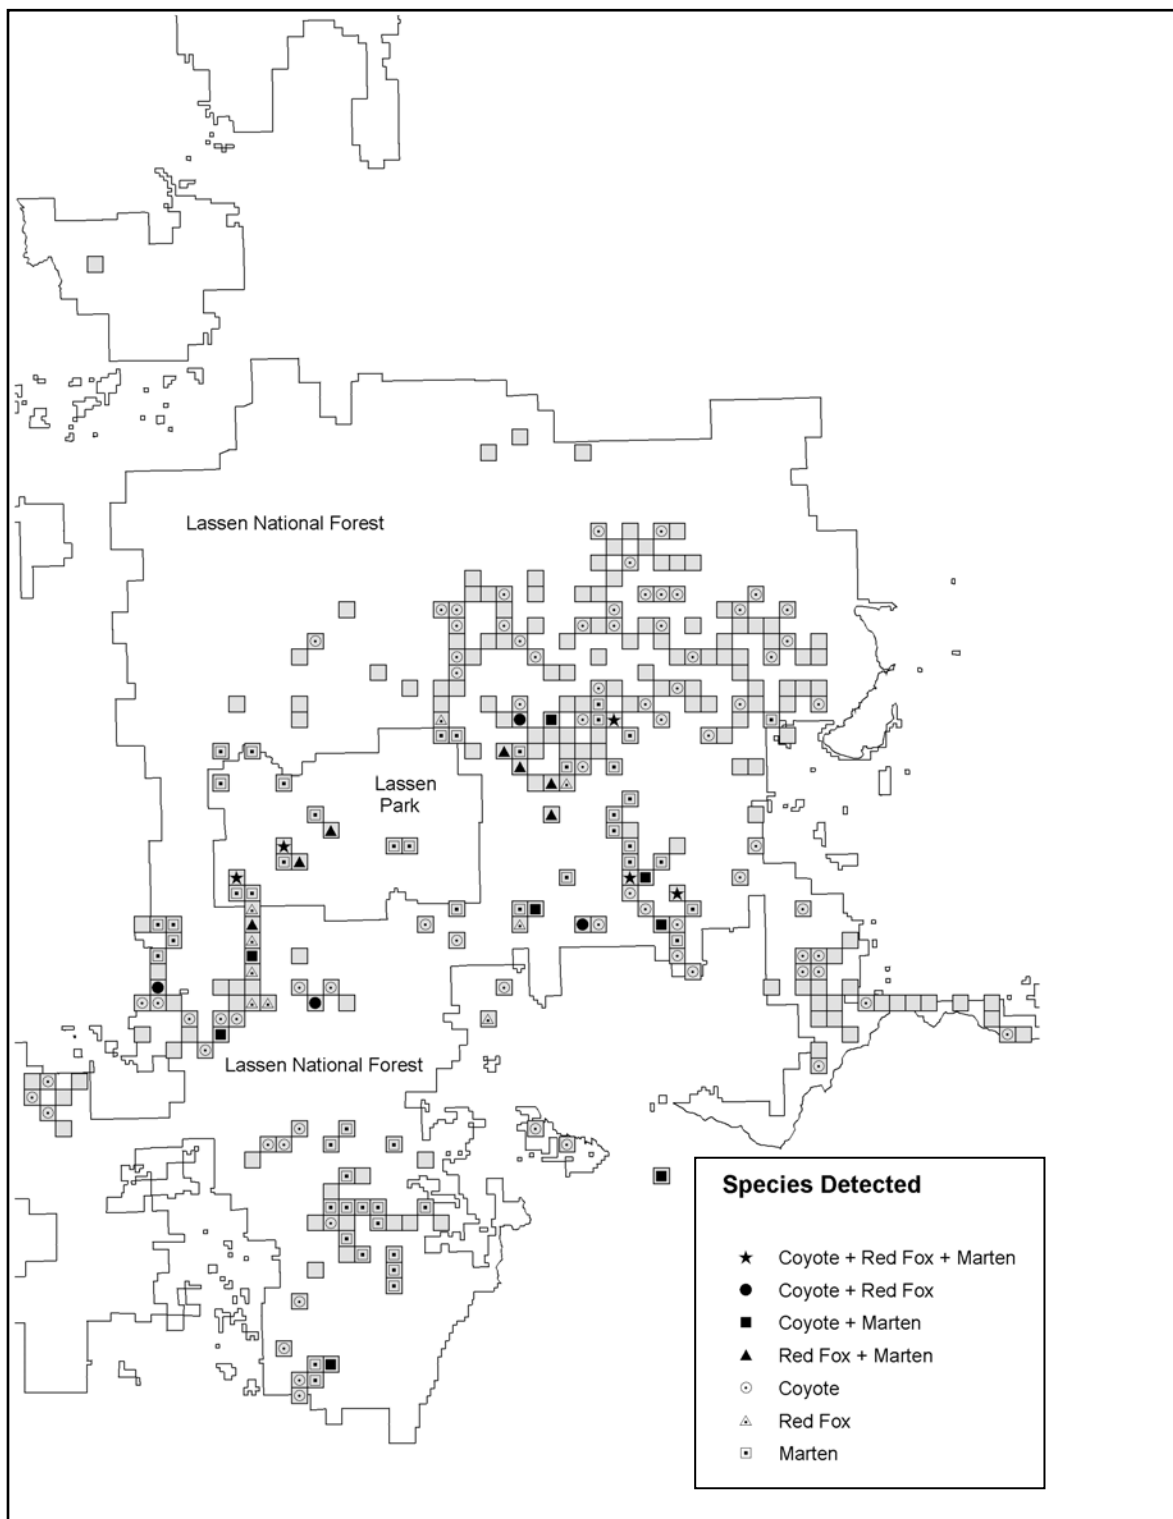 Lassen National Forest
Lassen
Park
Lassen National Forest
Species Detected
Coyote + Red Fox + Marten
Coyote + Red Fox
Coyote + Marten
Red Fox + Marten
Coyote
Red Fox
Marten